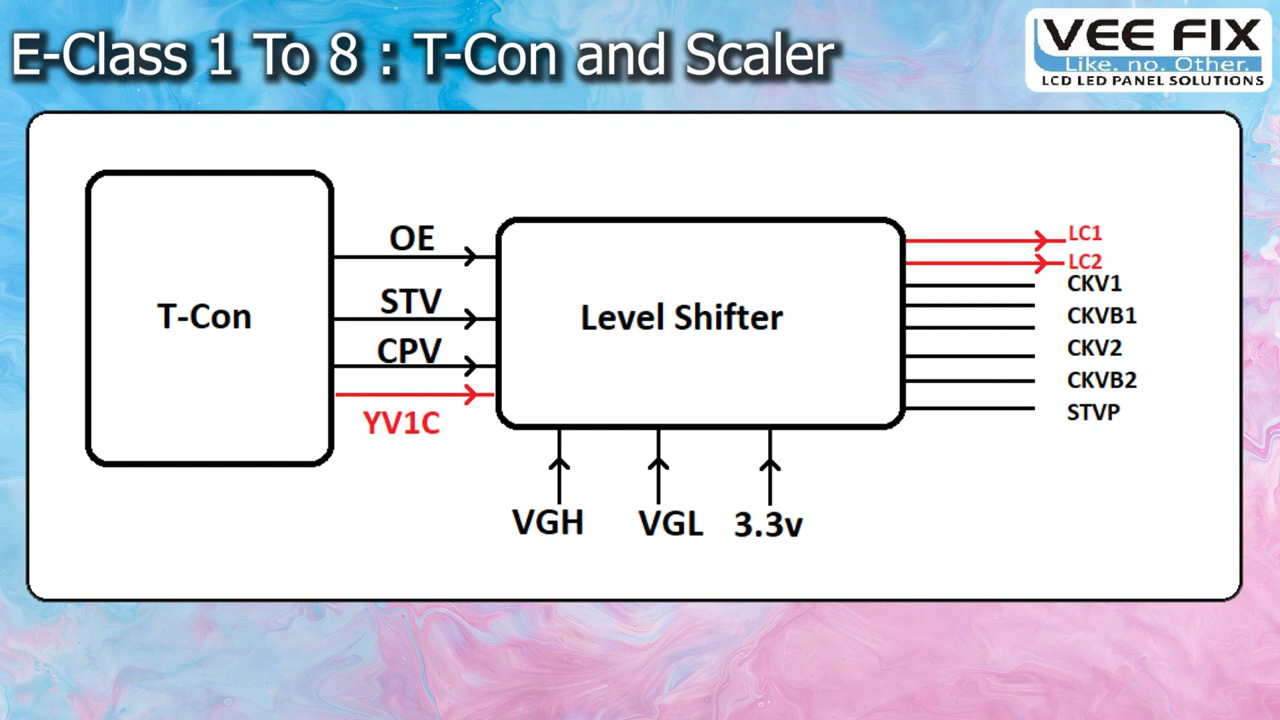 E-Class 1 To 8 : T-Con and Scaler
VEE FIX
Like. no. Other.
LCD LED PANEL SOLUTIONS
T-Con
OE
STV
CPV
YV1C
Level Shifter
LC1
LC2
CKV1
CKVB1
CKV2
CKVB2
STVP
VGH
VGL
3.3v